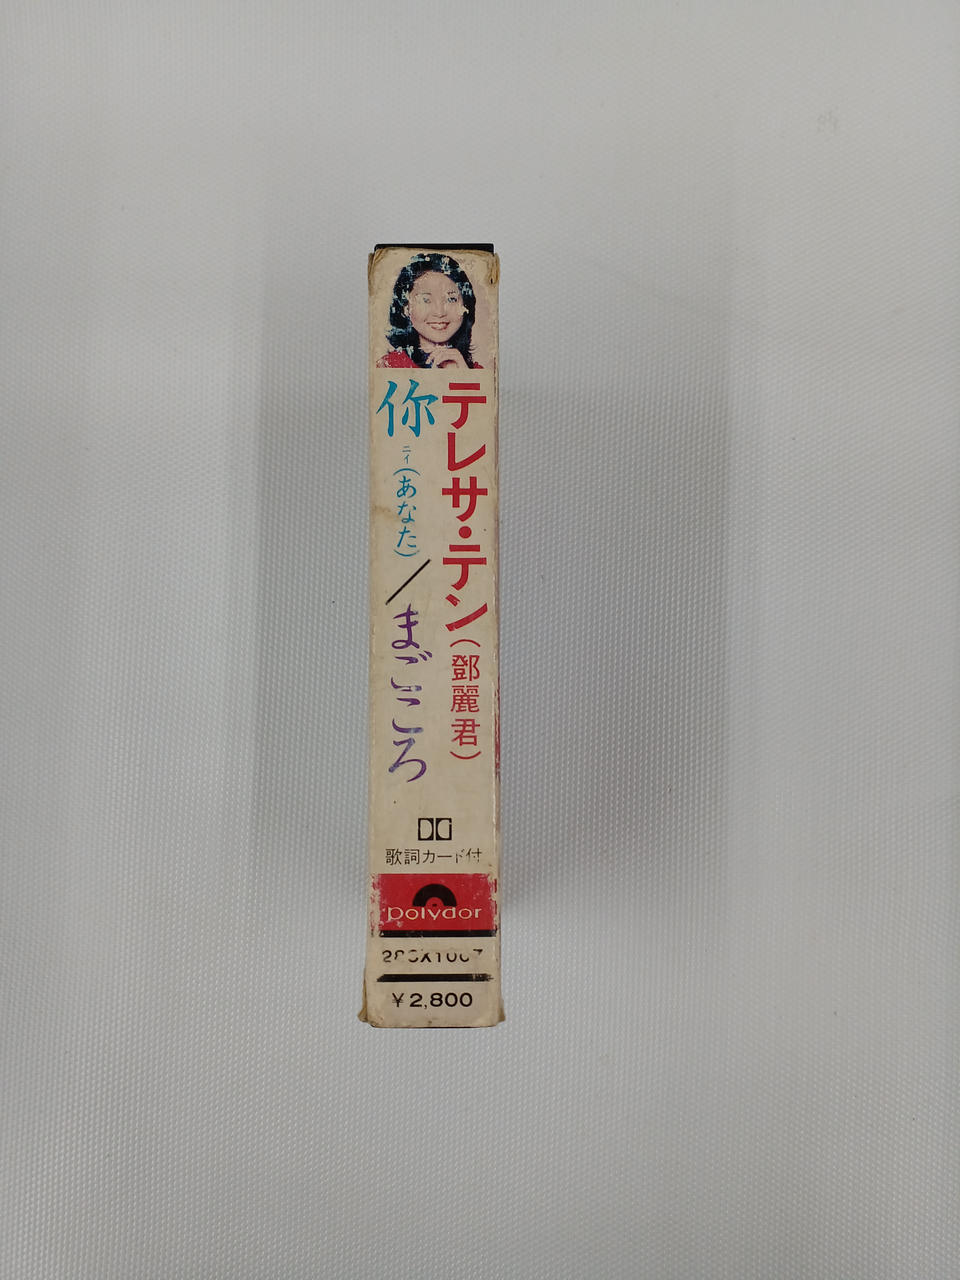 テレサ・テン(鄧麗君)
你ニイ(あなた)/まごころ
歌詞カード付
polydor
¥2,800